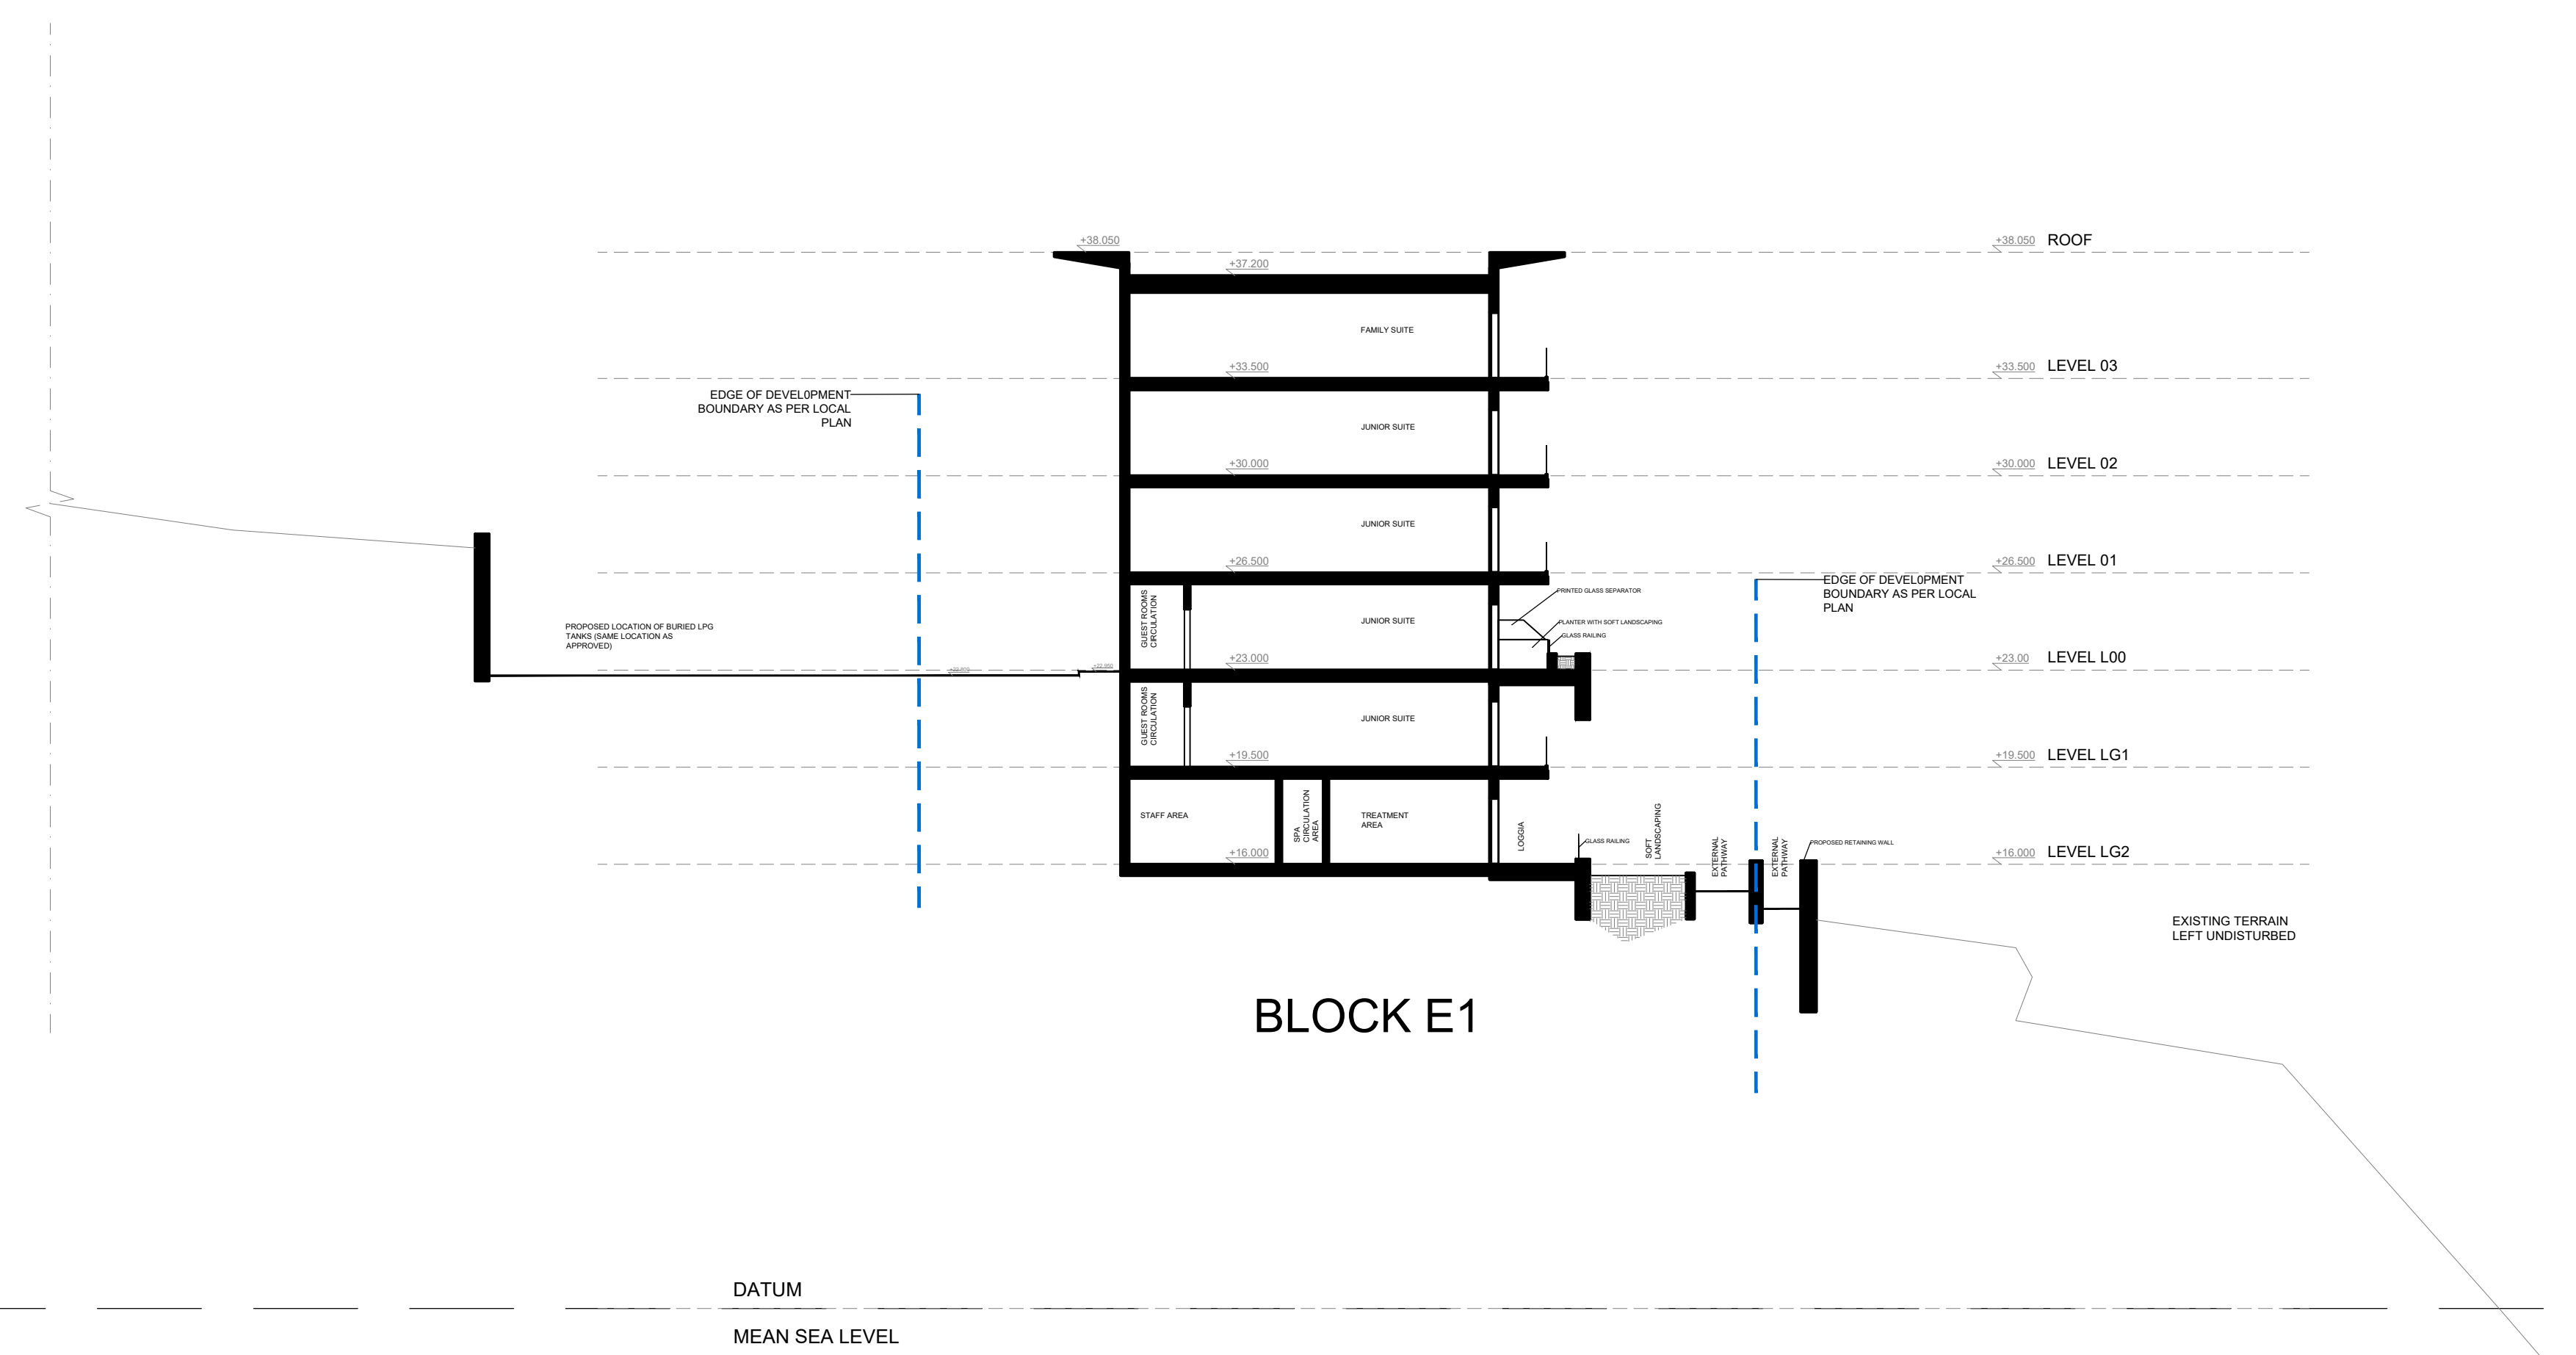 +38.050
+38.050 ROOF
+37.200
FAMILY SUITE
+33.500
+33.500 LEVEL 03
EDGE OF DEVEL0PMENT
BOUNDARY AS PER LOCAL
PLAN
JUNIOR SUITE
+30.000
+30.000 LEVEL 02
JUNIOR SUITE
+26.500
+26.500 LEVEL 01
EDGE OF DEVEL0PMENT
BOUNDARY AS PER LOCAL
PLAN
GUEST ROOMS
CIRCULATION
JUNIOR SUITE
PRINTED GLASS SEPARATOR
PLANTER WITH SOFT LANDSCAPING
GLASS RAILING
PROPOSED LOCATION OF BURIED LPG
TANKS (SAME LOCATION AS
APPROVED)
+23.000
+23.00 LEVEL L00
GUEST ROOMS
CIRCULATION
JUNIOR SUITE
+19.500
+19.500 LEVEL LG1
STAFF AREA
SPA
CIRCULATION
AREA
TREATMENT
AREA
LOGGIA
GLASS RAILING
SOFT
LANDSCAPING
EXTERNAL
PATHWAY
EXTERNAL
PATHWAY
PROPOSED RETAINING WALL
+16.000
+16.000 LEVEL LG2
EXISTING TERRAIN
LEFT UNDISTURBED
BLOCK E1
DATUM
MEAN SEA LEVEL